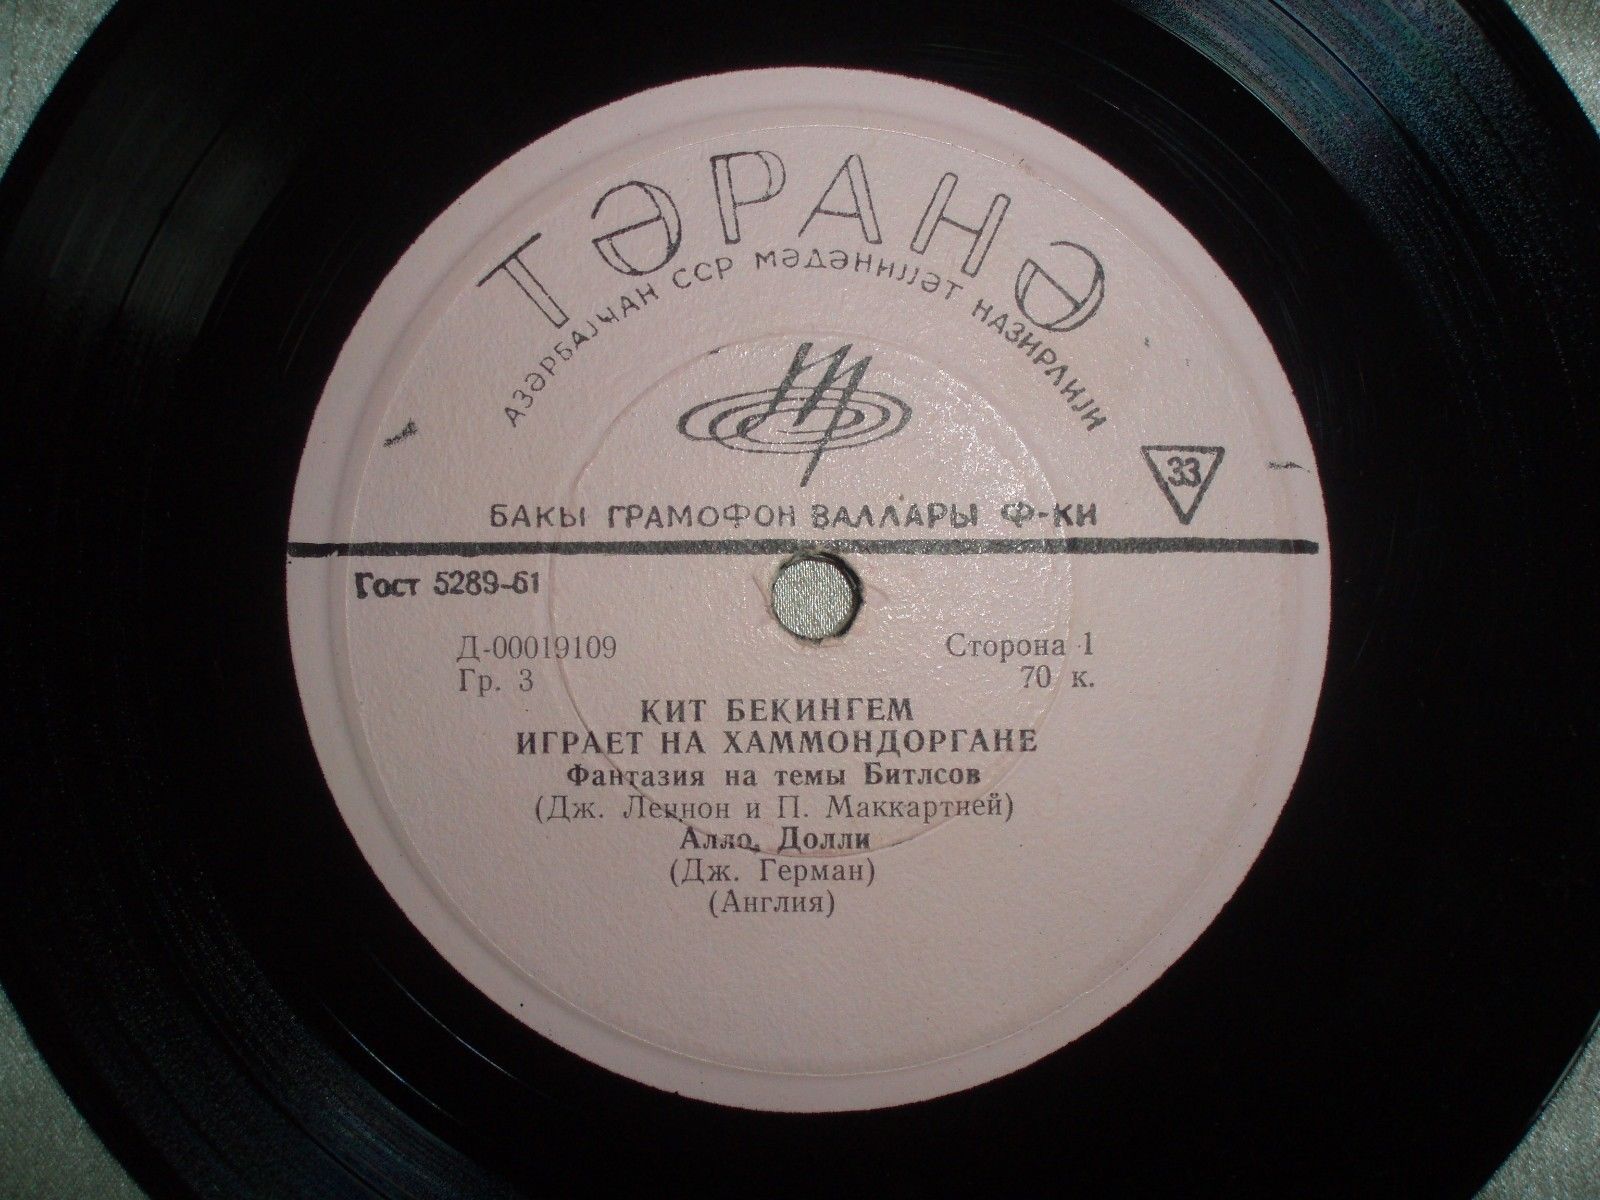 ТӘРАНӘ
АЗӘРБАЈҸАН ССР МӘДӘНИЈЈӘТ НАЗИРЛИЈИ
33
БАКЫ ГРАМОФОН ВАЛЛАРЫ Ф-КИ
Гост 5289-61
Д-00019109 Сторона 1
Гр. 3 70 к.
КИТ БЕКИНГЕМ
ИГРАЕТ НА ХАММОНДОРГАНЕ
Фантазия на темы Битлсов
(Дж. Леннон и П. Маккартней)
Алло, Долли
(Дж. Герман)
(Англия)